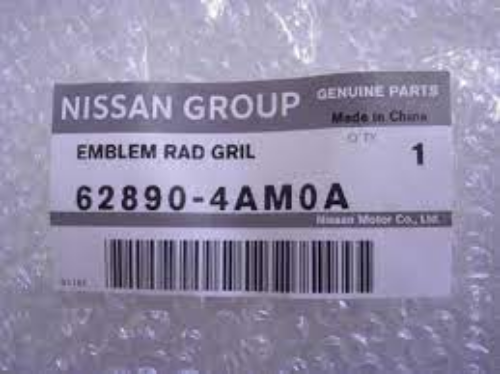 NISSAN GROUP
GENUINE PARTS
Made in China
Q'TY
EMBLEM RAD GRIL
1
62890-4AM0A
Nissan Motor Co., Ltd.